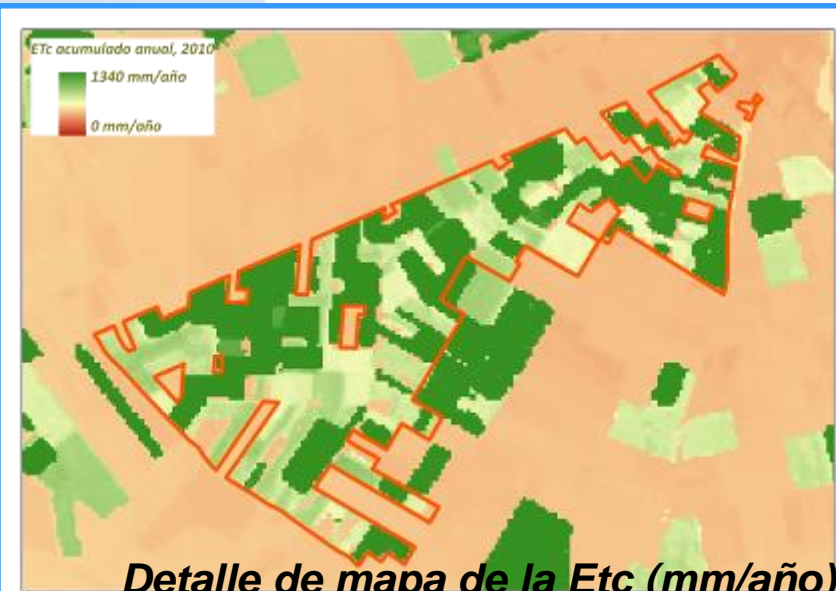 ETc acumulado anual, 2010
1340 mm/año
0 mm/año
Detalle de mapa de la Etc (mm/año)